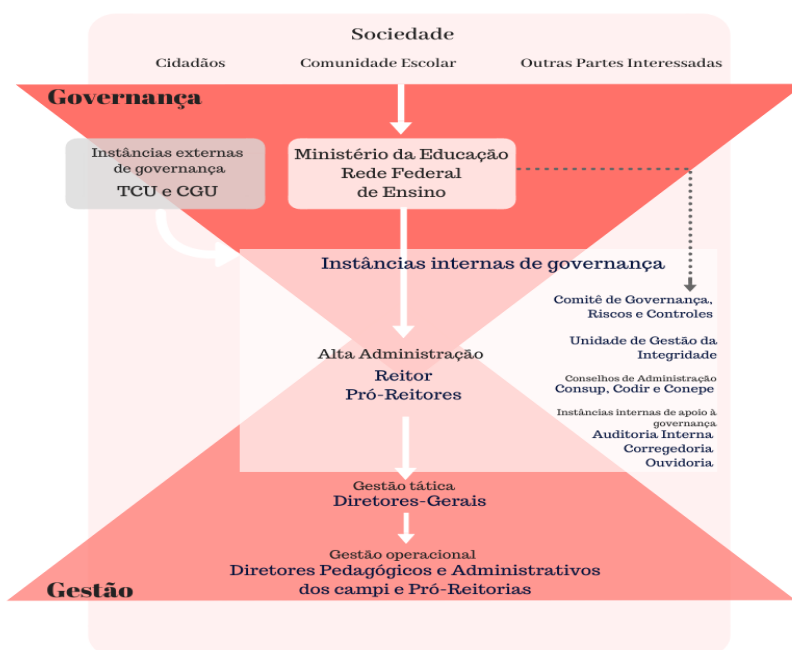 Sociedade
Cidadãos
Comunidade Escolar
Outras Partes Interessadas
Governança
Instâncias externas
de governança
TCU e CGU
Ministério da Educação
Rede Federal
de Ensino
Instâncias internas de governança
Comitê de Governança,
Riscos e Controles
Unidade de Gestão da
Integridade
Conselhos de Administração
Consup, Codir e Conepe
Instâncias internas de apoio à
governança
Auditoria Interna
Corregedoria
Ouvidoria
Alta Administração
Reitor
Pró-Reitores
Gestão tática
Diretores-Gerais
Gestão operacional
Diretores Pedagógicos e Administrativos
dos campi e Pró-Reitorias
Gestão